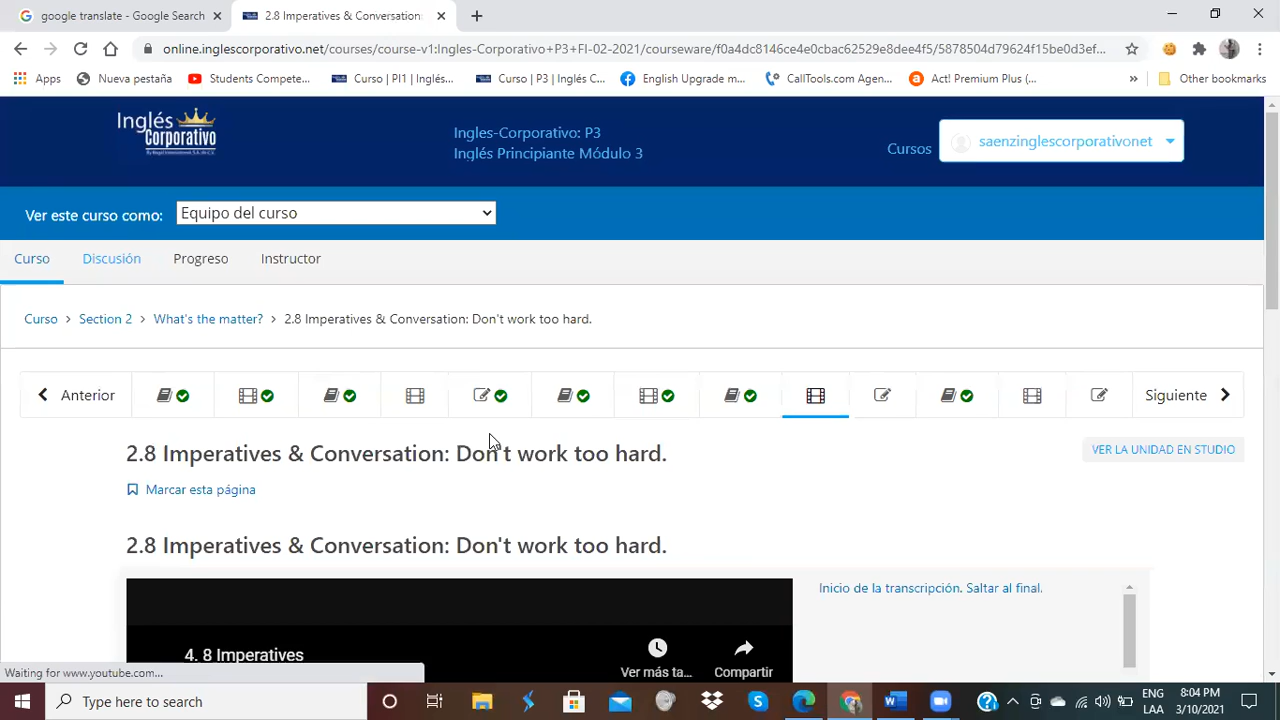 google translate - Google Search
2.8 Imperatives & Conversation:
online.inglescorporativo.net/courses/course-v1:Ingles-Corporativo+P3+FI-02-2021/courseware/f0a4dc8146ce4e0cbac62529e8dee4f5/5878504d79624f15be0d3ef...
Apps
Nueva pestaña
Students Compete...
Curso | PI1 | Inglés...
Curso | P3 | Inglés C...
English Upgrade m...
CallTools.com Agen...
Act! Premium Plus (...
»
Other bookmarks
Inglés Corporativo
Ingles-Corporativo: P3
Inglés Principiante Módulo 3
Cursos
saenzinglescorporativonet
Ver este curso como:
Equipo del curso
Curso
Discusión
Progreso
Instructor
Curso > Section 2 > What's the matter? > 2.8 Imperatives & Conversation: Don't work too hard.
Anterior
Siguiente
2.8 Imperatives & Conversation: Don't work too hard.
VER LA UNIDAD EN STUDIO
Marcar esta página
2.8 Imperatives & Conversation: Don't work too hard.
Inicio de la transcripción. Saltar al final.
4. 8 Imperatives
Ver más ta...
Compartir
Waiting for www.youtube.com...
Type here to search
ENG
LAA
8:04 PM
3/10/2021